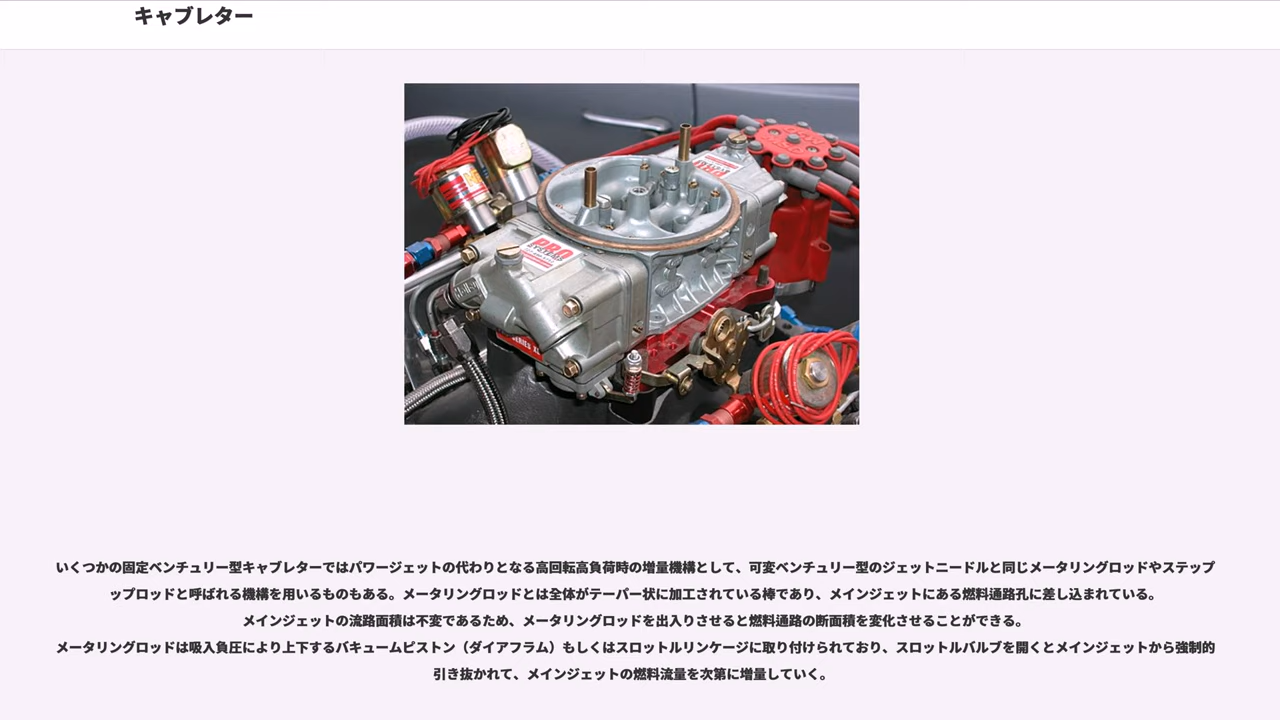 キャブレター
PRO
SYSTEMS
いくつかの固定ベンチュリー型キャブレターではパワージェットの代わりとなる高回転高負荷時の増量機構として、可変ベンチュリー型のジェットニードルと同じメータリングロッドやステップ
ップロッドと呼ばれる機構を用いるものもある。メータリングロッドとは全体がテーパー状に加工されている棒であり、メインジェットにある燃料通路孔に差し込まれている。
メインジェットの流路面積は不変であるため、メータリングロッドを出入りさせると燃料通路の断面積を変化させることができる。
メータリングロッドは吸入負圧により上下するバキュームピストン（ダイアフラム）もしくはスロットルリンケージに取り付けられており、スロットルバルブを開くとメインジェットから強制的
引き抜かれて、メインジェットの燃料流量を次第に増量していく。